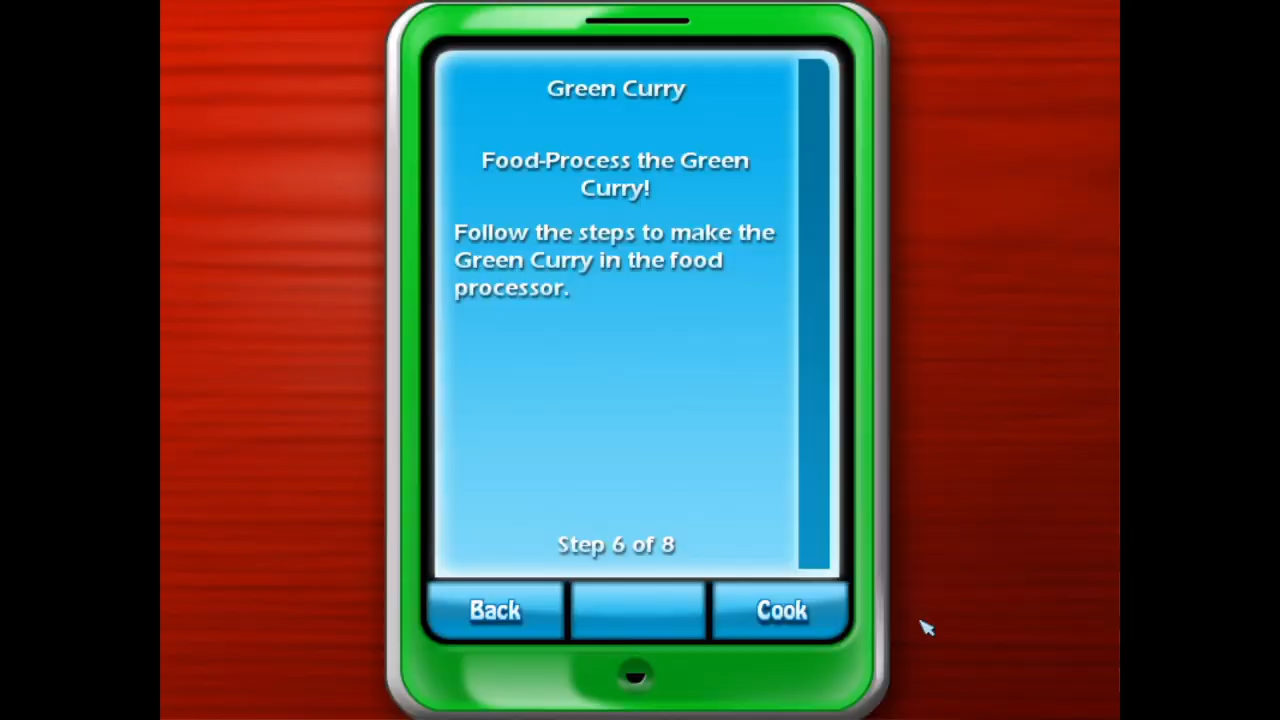 Green Curry
Food-Process the Green
Curry!
Follow the steps to make the
Green Curry in the food
processor.
Step 6 of 8
Back
Cook